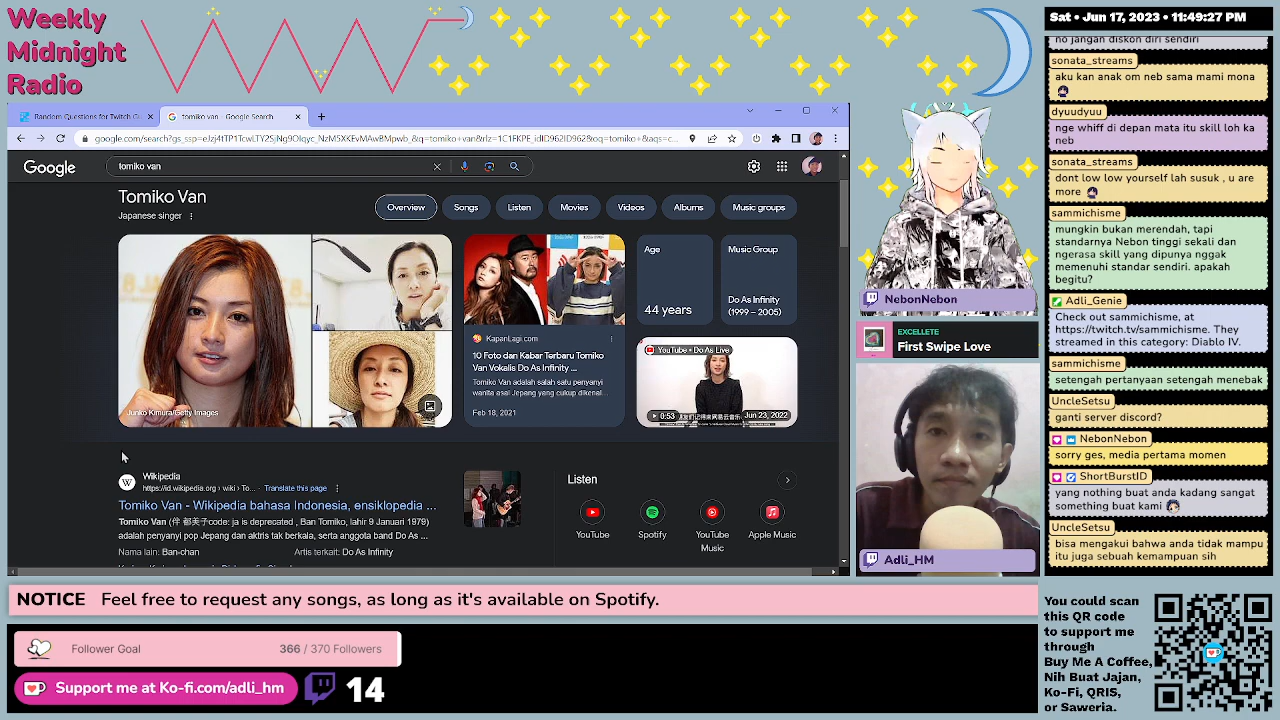 Weekly
Midnight
Radio
Sat • Jun 17, 2023 • 11:49:27 PM
Random Questions for Twitch G
tomiko van - Google Search
google.com/search?gs_ssp=
&q=tomiko+van&rlz=1C1FKPE_idID962ID962&oq=tomiko+&aqs=c...
Google
tomiko van
Tomiko Van
Japanese singer
Overview
Songs
Listen
Movies
Videos
Albums
Music groups
Junko Kimura/Getty Images
KapanLagi.com
10 Foto dan Kabar Terbaru Tomiko
Van Vokalis Do As Infinity ...
Tomiko Van adalah salah satu penyanyi
wanita asal Jepang yang cukup dikenal...
Feb 18, 2021
Age
44 years
Music Group
Do As Infinity
(1999 – 2005)
YouTube • Do As Live
0:53
Jun 23, 2022
Wikipedia
https://id.wikipedia.org › wiki › To...
Translate this page
Tomiko Van - Wikipedia bahasa Indonesia, ensiklopedia ...
Tomiko Van (伴 都美子code: ja is deprecated , Ban Tomiko, lahir 9 Januari 1979)
adalah penyanyi pop Jepang dan aktris tak berkala, serta anggota band Do As ...
Nama lain: Ban-chan
Artis terkait: Do As Infinity
Listen
YouTube
Spotify
YouTube
Music
Apple Music
NebonNebon
EXCELLETE
First Swipe Love
Adli_HM
no jangan diskon diri sendiri
sonata_streams
aku kan anak om neb sama mami mona
dyuudyuu
nge whiff di depan mata itu skill loh ka
neb
sonata_streams
dont low low yourself lah susuk , u are
more
sammichisme
mungkin bukan merendah, tapi
standarnya Nebon tinggi sekali dan
ngerasa skill yang dipunya nggak
memenuhi standar sendiri. apakah
begitu?
Adli_Genie
Check out sammichisme, at
https://twitch.tv/sammichisme. They
streamed in this category: Diablo IV.
sammichisme
setengah pertanyaan setengah menebak
UncleSetsu
ganti server discord?
NebonNebon
sorry ges, media pertama momen
ShortBurstID
yang nothing buat anda kadang sangat
something buat kami
UncleSetsu
bisa mengakui bahwa anda tidak mampu
itu juga sebuah kemampuan sih
NOTICE Feel free to request any songs, as long as it's available on Spotify.
Follower Goal
366 / 370 Followers
Support me at Ko-fi.com/adli_hm
14
You could scan
this QR code
to support me
through
Buy Me A Coffee,
Nih Buat Jajan,
Ko-Fi, QRIS,
or Saweria.